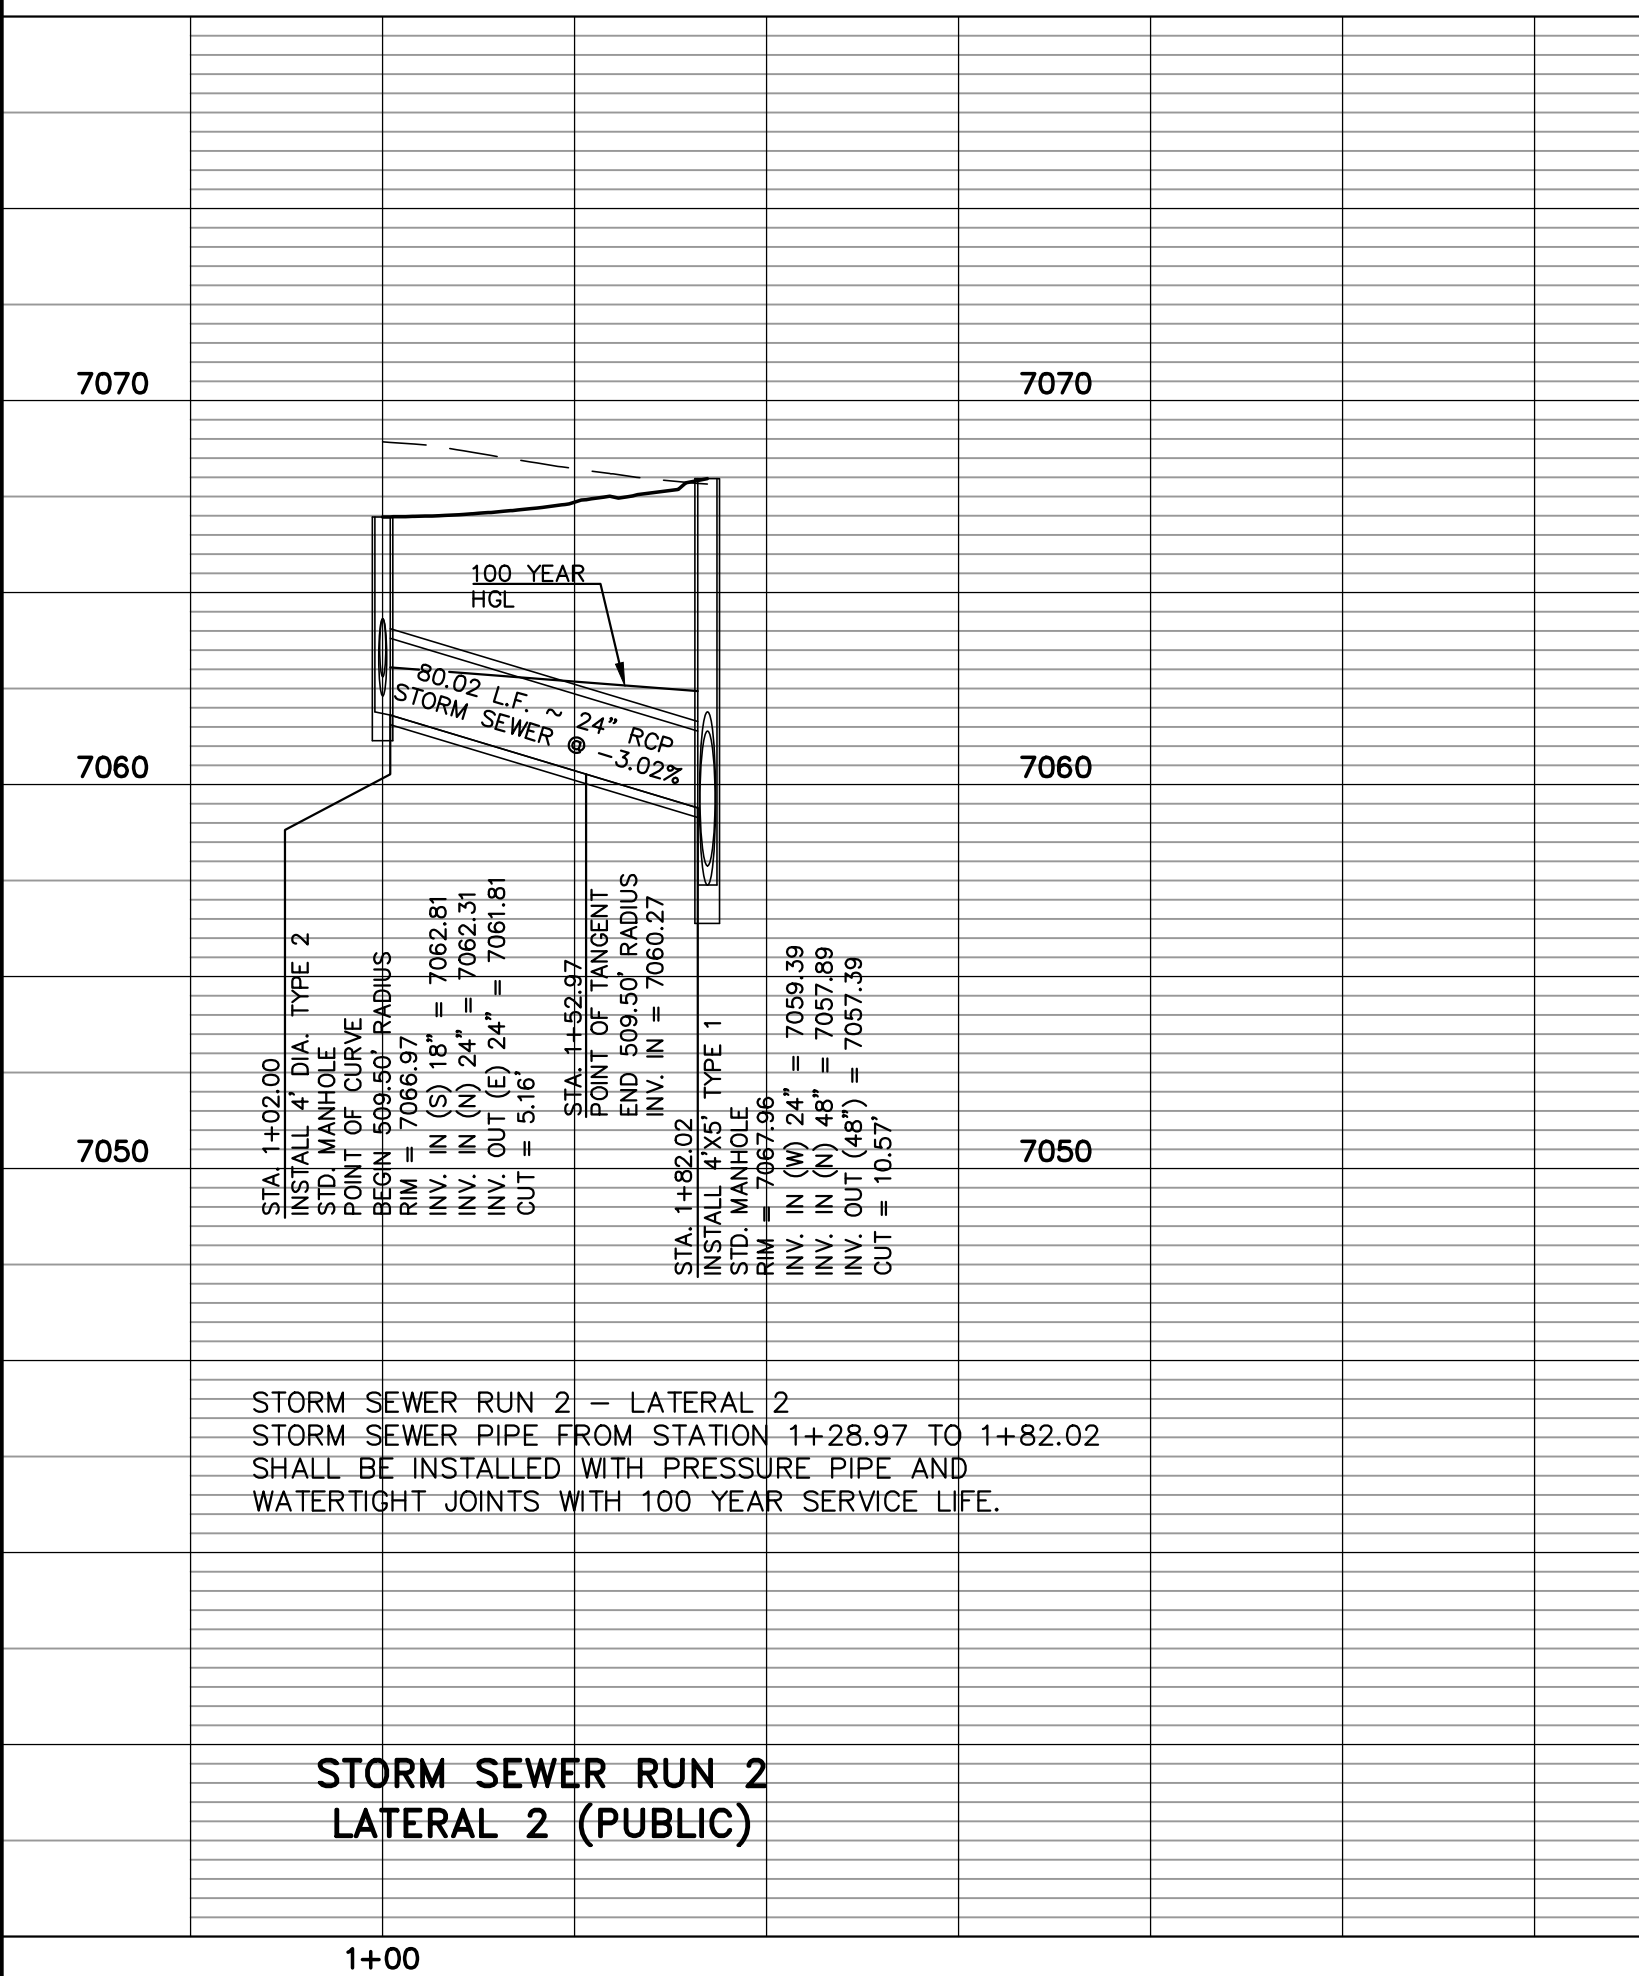 7070
7070
100 YEAR
HGL
80.02 L.F. ~ 24" RCP
STORM SEWER @ -3.02%
7060
7060
STA. 1+02.00
INSTALL 4' DIA. TYPE 2
STD. MANHOLE
POINT OF CURVE
BEGIN 509.50' RADIUS
RIM = 7066.97
INV. IN (S) 18" = 7062.81
INV. IN (N) 24" = 7062.31
INV. OUT (E) 24" = 7061.81
CUT = 5.16'
STA. 1+52.97
POINT OF TANGENT
END 509.50' RADIUS
INV. IN = 7060.27
STA. 1+82.02
INSTALL 4'X5' TYPE 1
STD. MANHOLE
RIM = 7067.96
INV. IN (W) 24" = 7059.39
INV. IN (N) 48" = 7057.89
INV. OUT (48") = 7057.39
CUT = 10.57'
7050
7050
STORM SEWER RUN 2 - LATERAL 2
STORM SEWER PIPE FROM STATION 1+28.97 TO 1+82.02
SHALL BE INSTALLED WITH PRESSURE PIPE AND
WATERTIGHT JOINTS WITH 100 YEAR SERVICE LIFE.
STORM SEWER RUN 2
LATERAL 2 (PUBLIC)
1+00